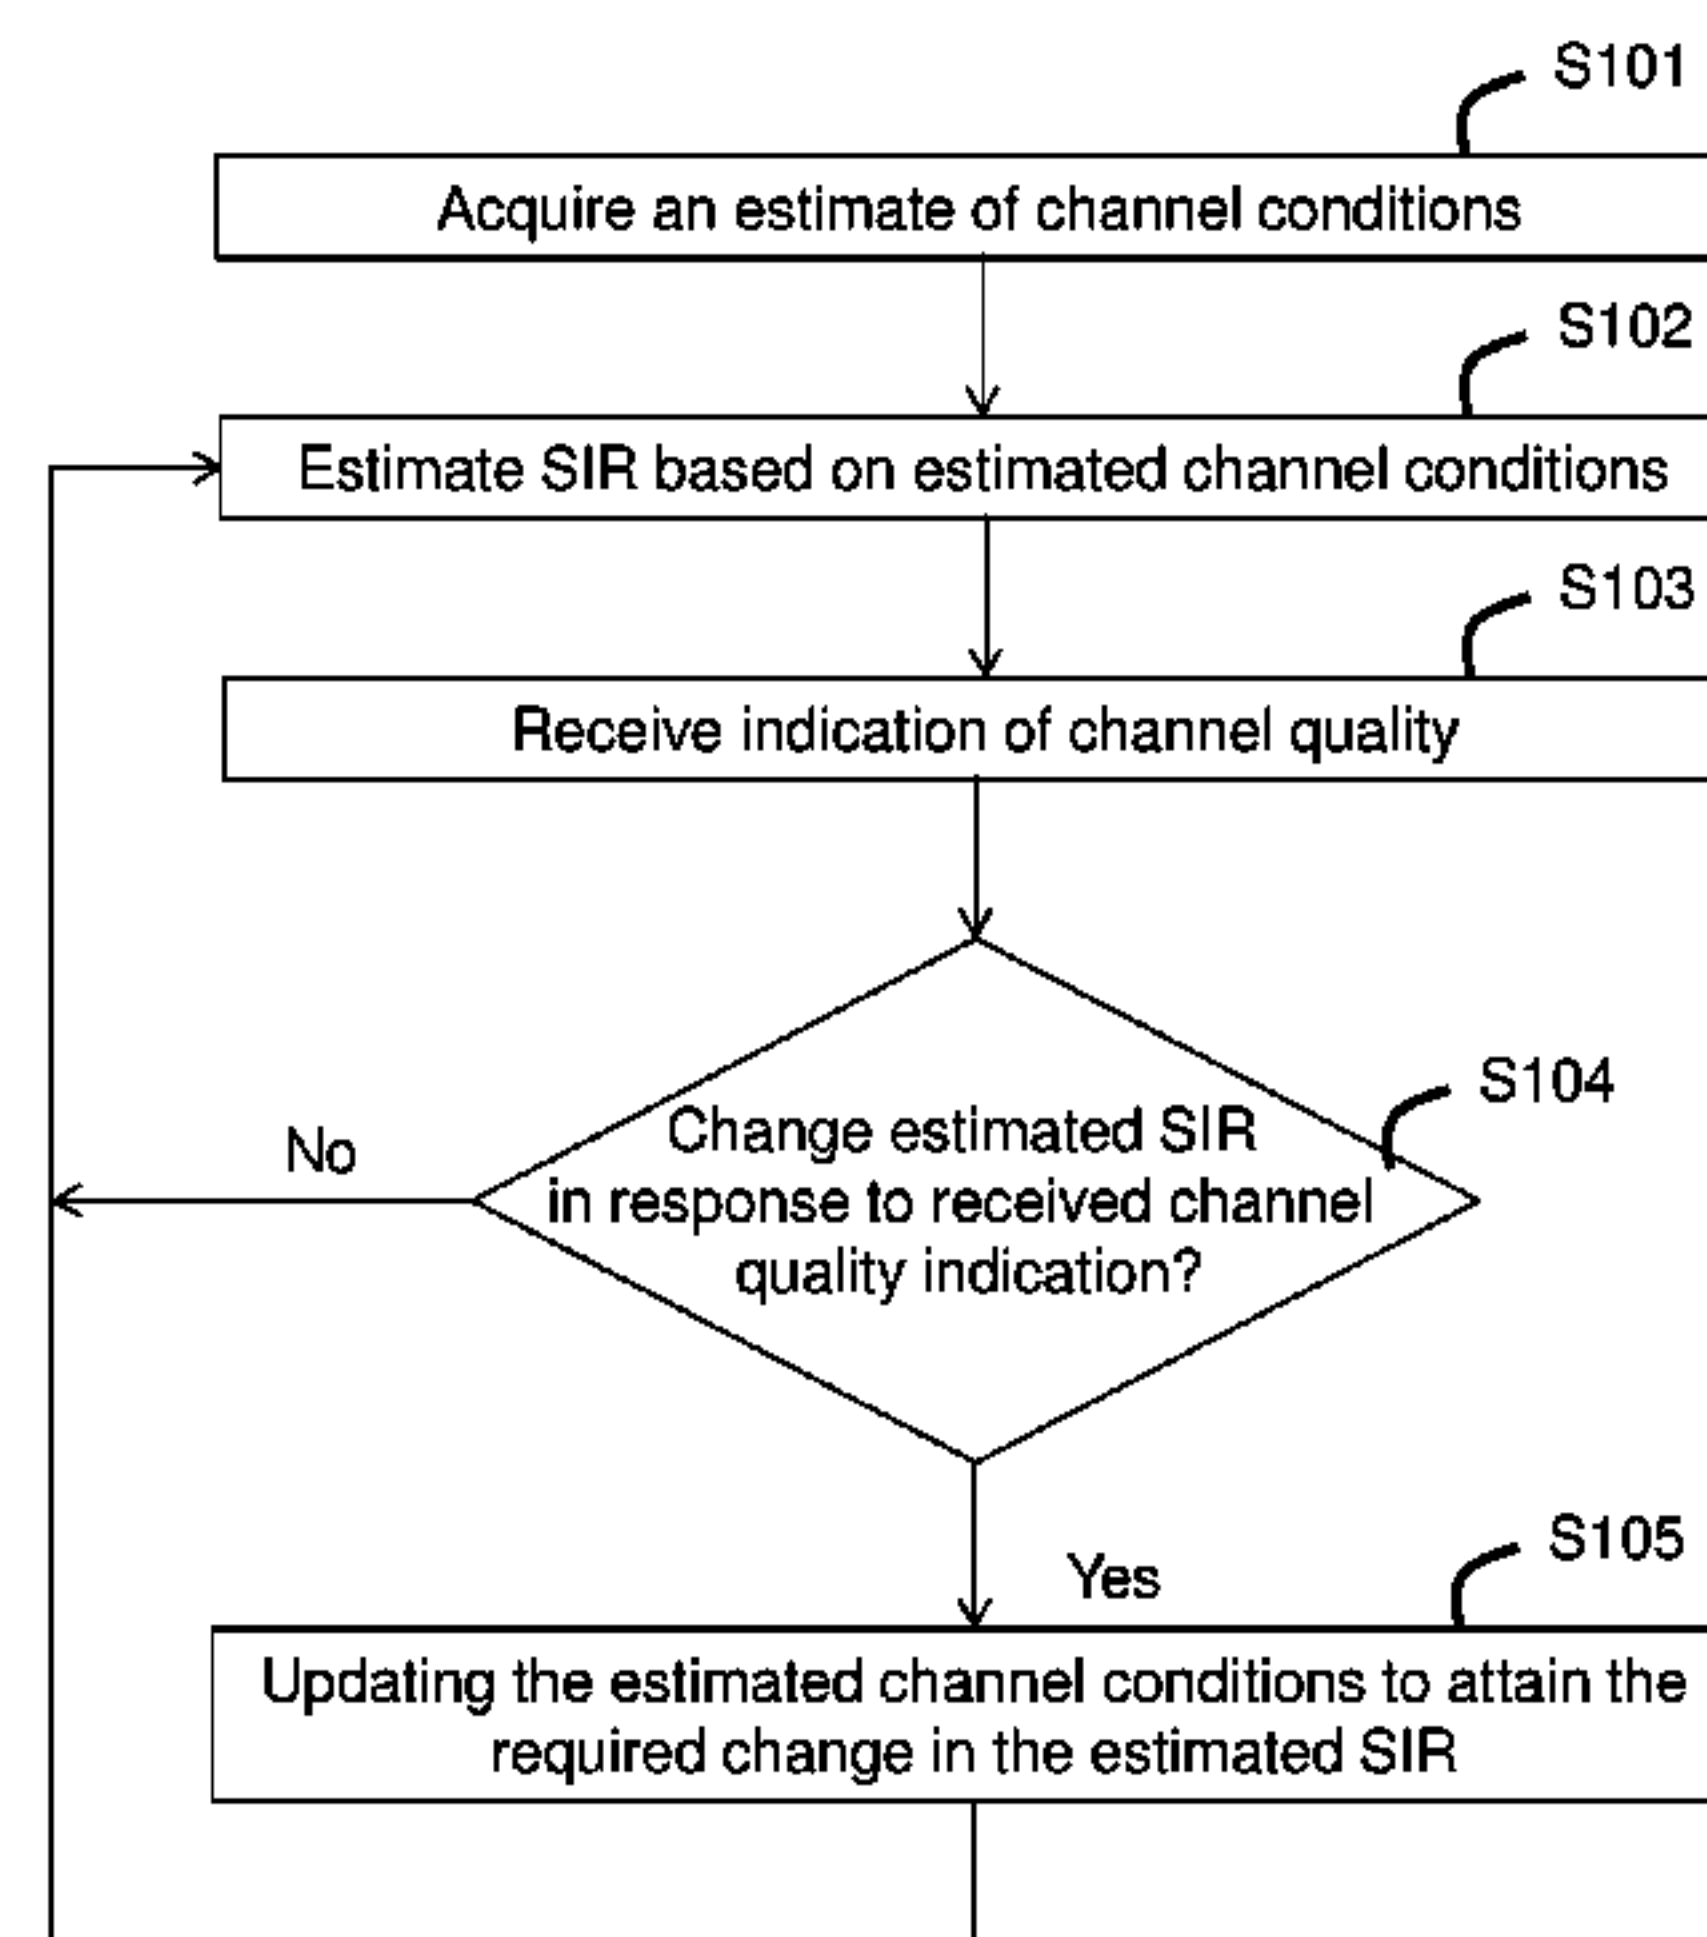 S101
Acquire an estimate of channel conditions
S102
Estimate SIR based on estimated channel conditions
S103
Receive indication of channel quality
S104
Change estimated SIR
in response to received channel
quality indication?
No
Yes
S105
Updating the estimated channel conditions to attain the
required change in the estimated SIR